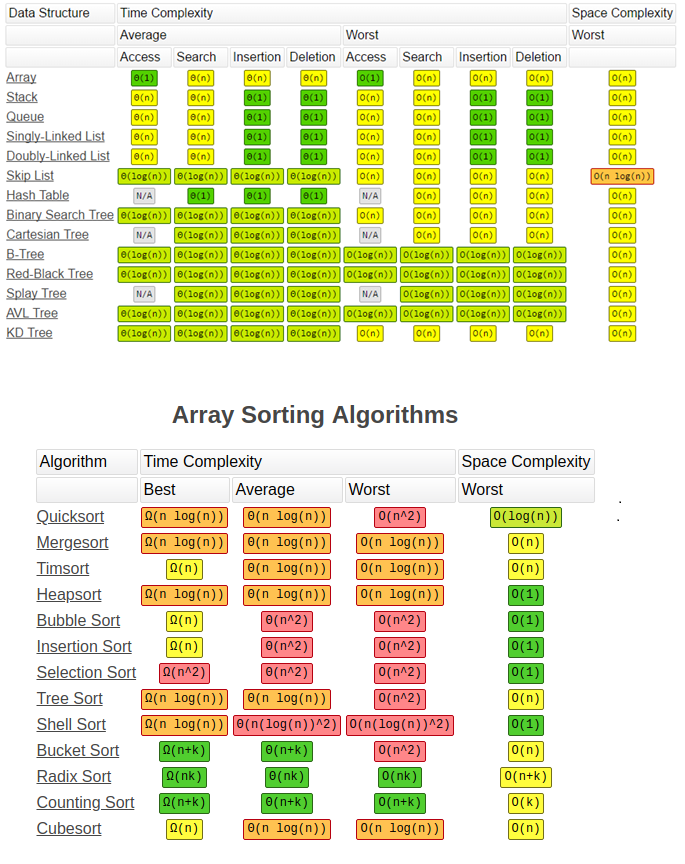 Data Structure Time Complexity Space Complexity
Average Worst Worst
Access Search Insertion Deletion Access Search Insertion Deletion
Array Θ(1) Θ(n) Θ(n) Θ(n) O(1) O(n) O(n) O(n) O(n)
Stack Θ(n) Θ(n) Θ(1) Θ(1) O(n) O(n) O(1) O(1) O(n)
Queue Θ(n) Θ(n) Θ(1) Θ(1) O(n) O(n) O(1) O(1) O(n)
Singly-Linked List Θ(n) Θ(n) Θ(1) Θ(1) O(n) O(n) O(1) O(1) O(n)
Doubly-Linked List Θ(n) Θ(n) Θ(1) Θ(1) O(n) O(n) O(1) O(1) O(n)
Skip List Θ(log(n)) Θ(log(n)) Θ(log(n)) Θ(log(n)) O(n) O(n) O(n) O(n) O(n log(n))
Hash Table N/A Θ(1) Θ(1) Θ(1) N/A O(n) O(n) O(n) O(n)
Binary Search Tree Θ(log(n)) Θ(log(n)) Θ(log(n)) Θ(log(n)) O(n) O(n) O(n) O(n) O(n)
Cartesian Tree N/A Θ(log(n)) Θ(log(n)) Θ(log(n)) N/A O(n) O(n) O(n) O(n)
B-Tree Θ(log(n)) Θ(log(n)) Θ(log(n)) Θ(log(n)) O(log(n)) O(log(n)) O(log(n)) O(log(n)) O(n)
Red-Black Tree Θ(log(n)) Θ(log(n)) Θ(log(n)) Θ(log(n)) O(log(n)) O(log(n)) O(log(n)) O(log(n)) O(n)
Splay Tree N/A Θ(log(n)) Θ(log(n)) Θ(log(n)) N/A O(log(n)) O(log(n)) O(log(n)) O(n)
AVL Tree Θ(log(n)) Θ(log(n)) Θ(log(n)) Θ(log(n)) O(log(n)) O(log(n)) O(log(n)) O(log(n)) O(n)
KD Tree Θ(log(n)) Θ(log(n)) Θ(log(n)) Θ(log(n)) O(n) O(n) O(n) O(n) O(n)
Array Sorting Algorithms
Algorithm Time Complexity Space Complexity
Best Average Worst Worst
Quicksort Ω(n log(n)) Θ(n log(n)) O(n^2) O(log(n))
Mergesort Ω(n log(n)) Θ(n log(n)) O(n log(n)) O(n)
Timsort Ω(n) Θ(n log(n)) O(n log(n)) O(n)
Heapsort Ω(n log(n)) Θ(n log(n)) O(n log(n)) O(1)
Bubble Sort Ω(n) Θ(n^2) O(n^2) O(1)
Insertion Sort Ω(n) Θ(n^2) O(n^2) O(1)
Selection Sort Ω(n^2) Θ(n^2) O(n^2) O(1)
Tree Sort Ω(n log(n)) Θ(n log(n)) O(n^2) O(n)
Shell Sort Ω(n log(n)) Θ(n(log(n))^2) O(n(log(n))^2) O(1)
Bucket Sort Ω(n+k) Θ(n+k) O(n^2) O(n)
Radix Sort Ω(nk) Θ(nk) O(nk) O(n+k)
Counting Sort Ω(n+k) Θ(n+k) O(n+k) O(k)
Cubesort Ω(n) Θ(n log(n)) O(n log(n)) O(n)